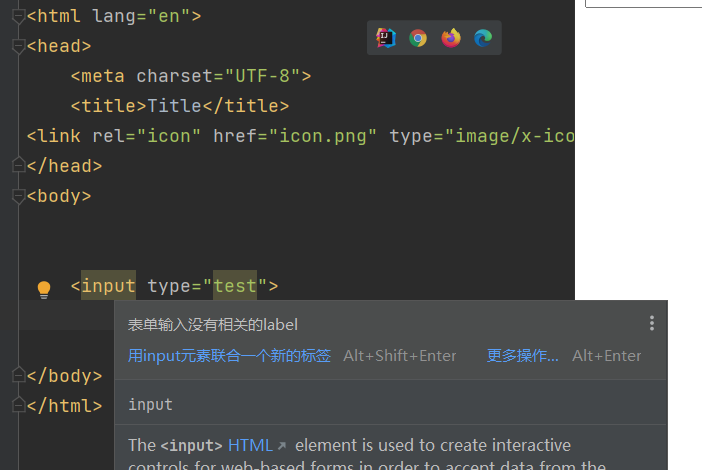 <html lang="en">
<head>
<meta charset="UTF-8">
<title>Title</title>
<link rel="icon" href="icon.png" type="image/x-ico
</head>
<body>
<input type="test">
表单输入没有相关的label
用input元素联合一个新的标签 Alt+Shift+Enter 更多操作... Alt+Enter
</body>
</html>
input
The <input> HTML ↗ element is used to create interactive
controls for web-based forms in order to accept data from the